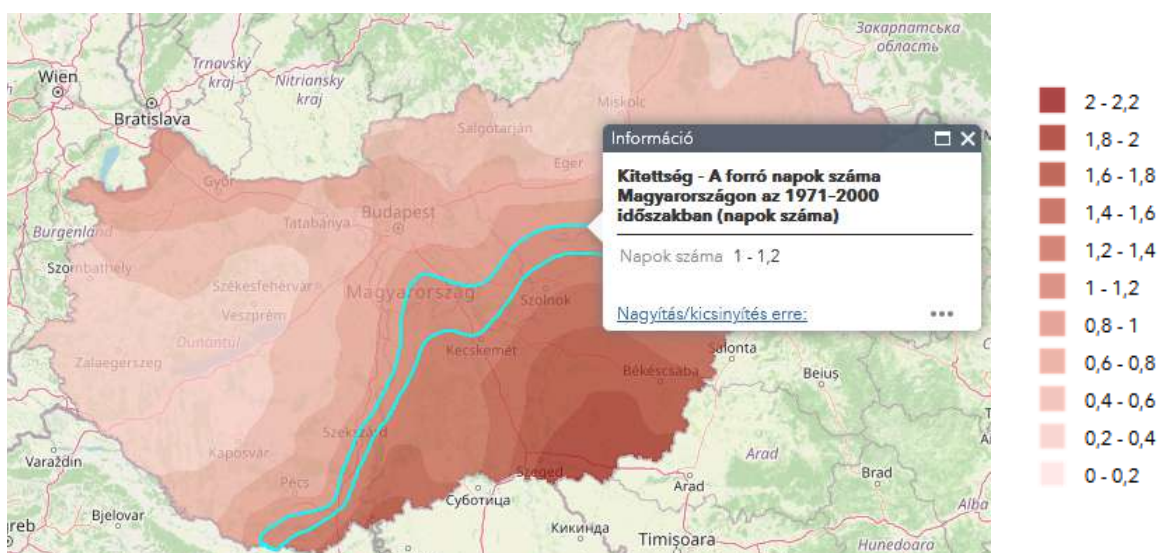 Закарпатська
область
Trnavský
kraj
Nitriansky
kraj
Wien
Bratislava
Miskolc
Salgótarján
Eger
Győr
Budapest
Tatabánya
Burgenland
Szombathely
Székesfehérvár
Magyarország
Veszprém
Szolnok
Dunántúl
Kecskemét
Zalaegerszeg
Salonta
Békéscsaba
Beiuș
Szekszárd
Kaposvár
Varaždin
Pécs
Szeged
Arad
Brad
Суботица
Arad
Bjelovar
Кикинда
Timișoara
Alba
greb
Hunedoara
Információ
Kitettség - A forró napok száma
Magyarországon az 1971-2000
időszakban (napok száma)
Napok száma 1 - 1,2
Nagyítás/kicsinyítés erre:
2 - 2,2
1,8 - 2
1,6 - 1,8
1,4 - 1,6
1,2 - 1,4
1 - 1,2
0,8 - 1
0,6 - 0,8
0,4 - 0,6
0,2 - 0,4
0 - 0,2